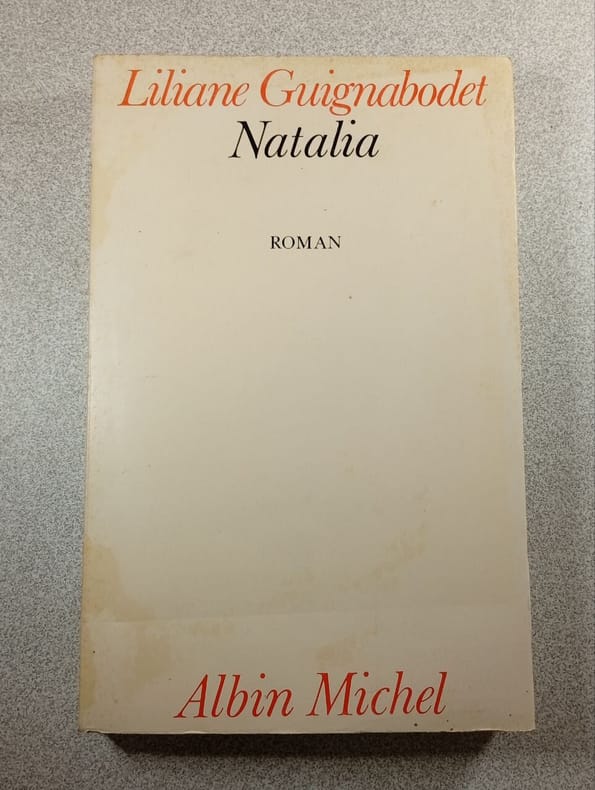 Liliane Guignabodet
Natalia
ROMAN
Albin Michel